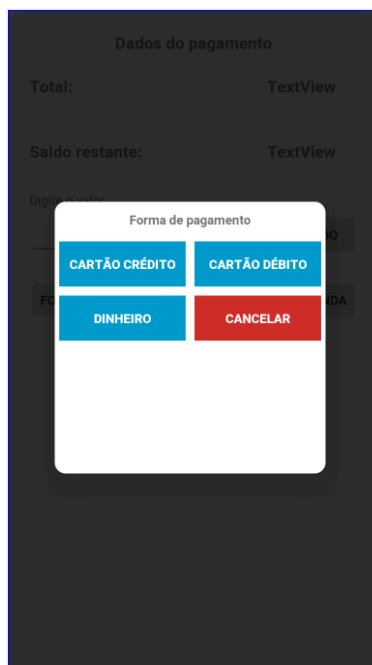 Dados do pagamento
Total: TextView
Saldo restante: TextView
Digite o valor
Forma de pagamento
CARTÃO CRÉDITO CARTÃO DÉBITO
DINHEIRO CANCELAR